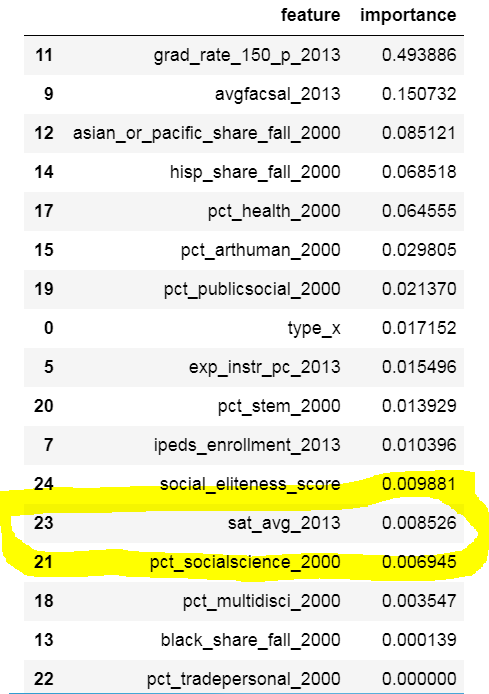 feature importance
11 grad_rate_150_p_2013 0.493886
9 avgfacsal_2013 0.150732
12 asian_or_pacific_share_fall_2000 0.085121
14 hisp_share_fall_2000 0.068518
17 pct_health_2000 0.064555
15 pct_arthuman_2000 0.029805
19 pct_publicsocial_2000 0.021370
0 type_x 0.017152
5 exp_instr_pc_2013 0.015496
20 pct_stem_2000 0.013929
7 ipeds_enrollment_2013 0.010396
24 social_eliteness_score 0.009881
23 sat_avg_2013 0.008526
21 pct_socialscience_2000 0.006945
18 pct_multidisci_2000 0.003547
13 black_share_fall_2000 0.000139
22 pct_tradepersonal_2000 0.000000